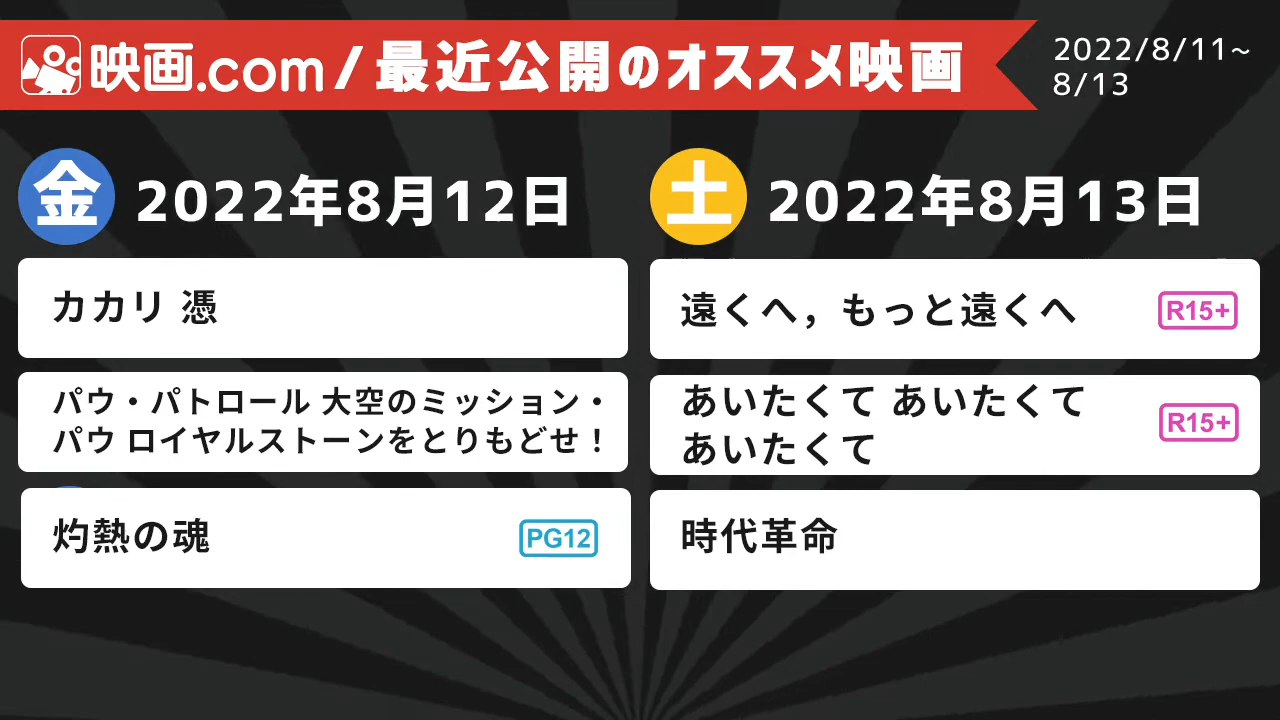 映画.com / 最近公開のオススメ映画
2022/8/11~
8/13
金 2022年8月12日
カカリ 憑
パウ・パトロール 大空のミッション・
パウ ロイヤルストーンをとりもどせ！
灼熱の魂
PG12
土 2022年8月13日
遠くへ，もっと遠くへ
R15+
あいたくて あいたくて
あいたくて
R15+
時代革命